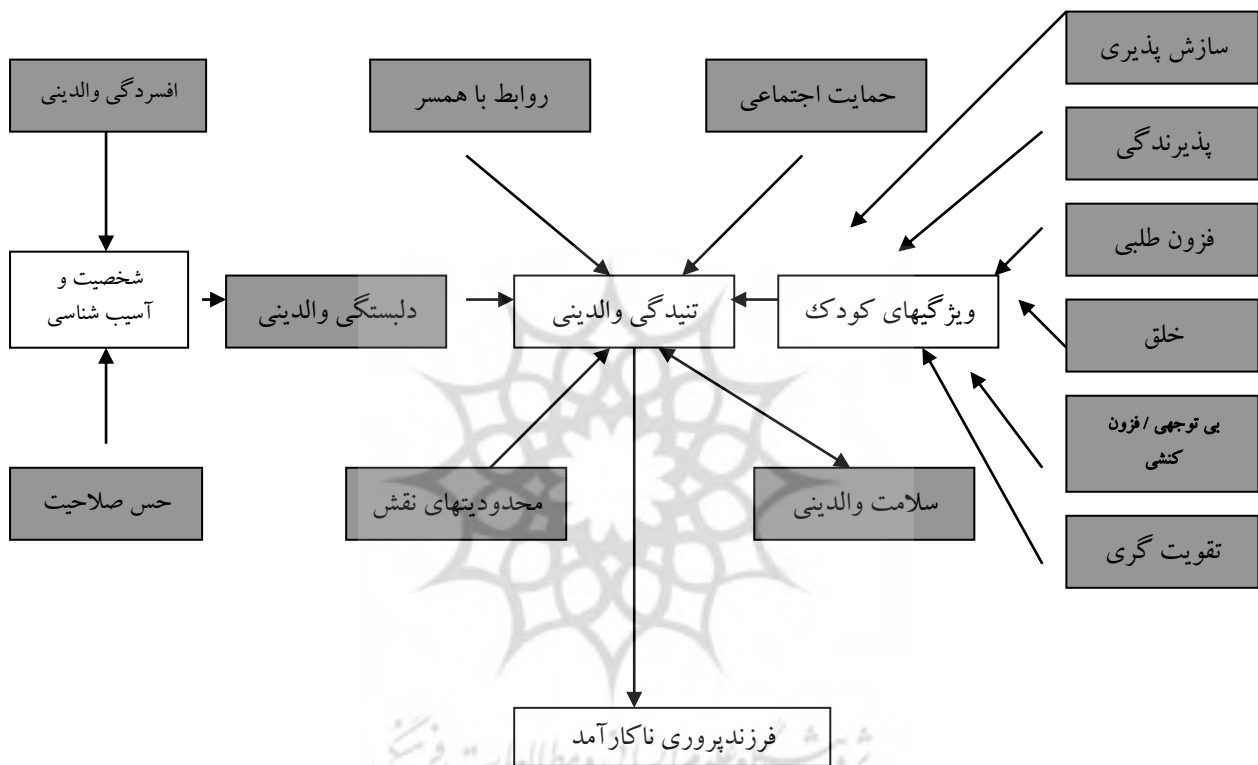 سازش پذیری
افسردگی والدینی
روابط با همسر
حمایت اجتماعی
پذیرندگی
فزون طلبی
شخصیت و
آسیب شناسی
دلبستگی والدینی
تنیدگی والدینی
ویژگیهای کودک
خلق
بی توجهی / فزون
کنشی
حس صلاحیت
محدودیتهای نقش
سلامت والدینی
تقویت گری
فرزندپروری ناکارآمد